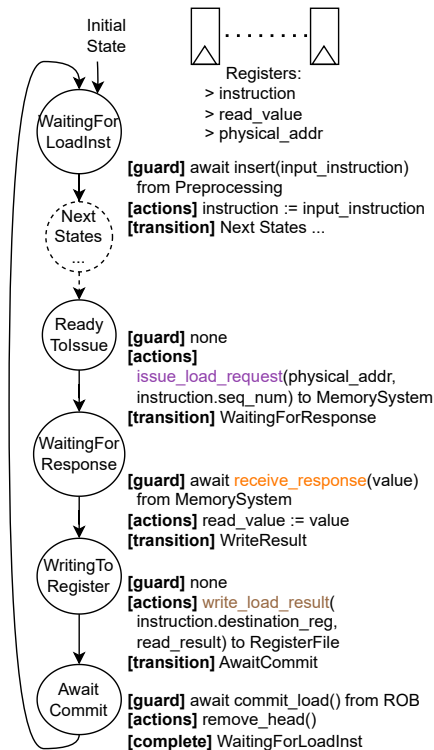 Initial
State
Registers:
> instruction
> read_value
> physical_addr
WaitingFor
LoadInst
[guard] await insert(input_instruction)
from Preprocessing
[actions] instruction := input_instruction
[transition] Next States ...
Next
States
...
Ready
ToIssue
[guard] none
[actions]
issue_load_request(physical_addr,
instruction.seq_num) to MemorySystem
[transition] WaitingForResponse
WaitingFor
Response
[guard] await receive_response(value)
from MemorySystem
[actions] read_value := value
[transition] WriteResult
WritingTo
Register
[guard] none
[actions] write_load_result(
instruction.destination_reg,
read_result) to RegisterFile
[transition] AwaitCommit
Await
Commit
[guard] await commit_load() from ROB
[actions] remove_head()
[complete] WaitingForLoadInst